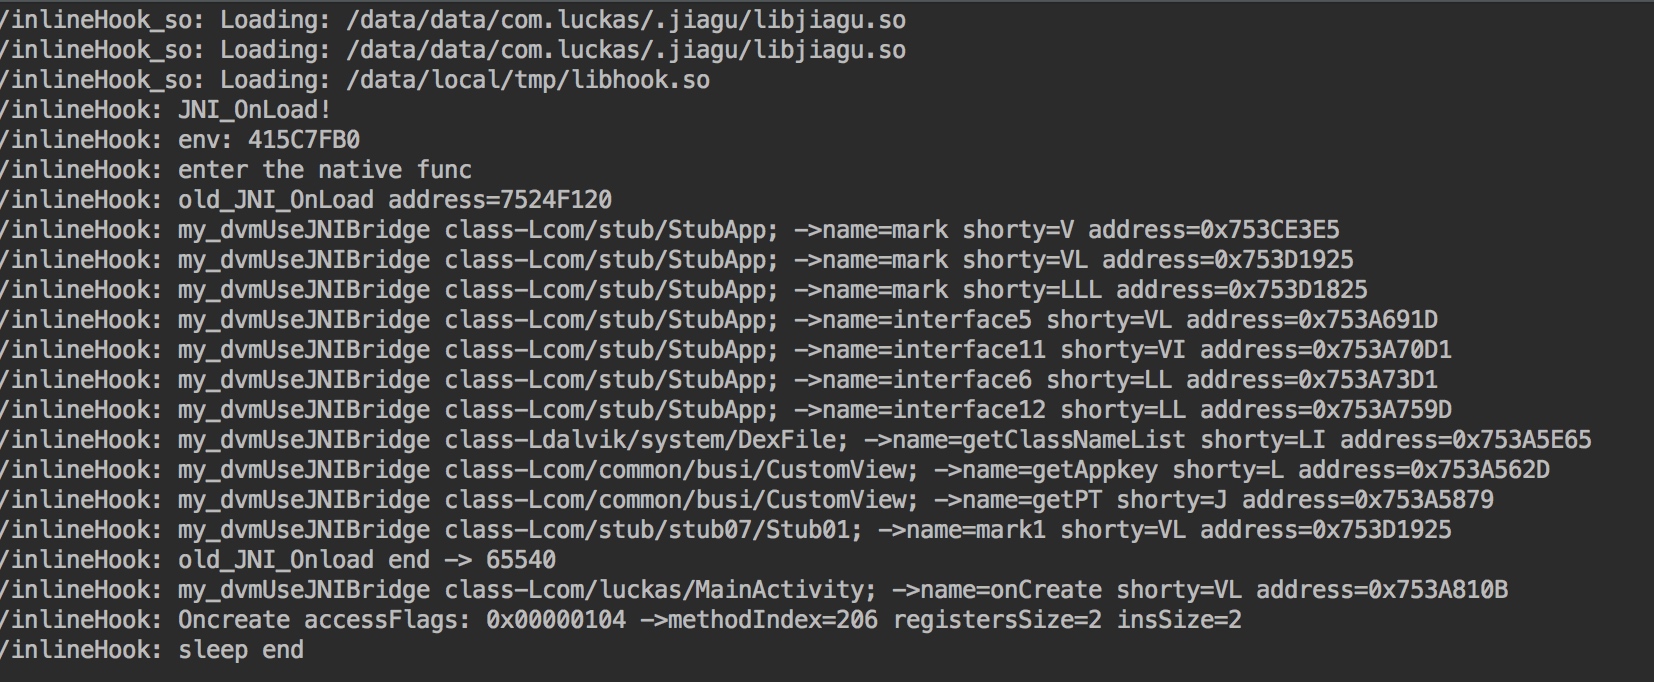 /inlineHook_so: Loading: /data/data/com.luckas/.jiagu/libjiagu.so
/inlineHook_so: Loading: /data/data/com.luckas/.jiagu/libjiagu.so
/inlineHook_so: Loading: /data/local/tmp/libhook.so
/inlineHook: JNI_OnLoad!
/inlineHook: env: 415C7FB0
/inlineHook: enter the native func
/inlineHook: old_JNI_OnLoad address=7524F120
/inlineHook: my_dvmUseJNIBridge class-Lcom/stub/StubApp; ->name=mark shorty=V address=0x753CE3E5
/inlineHook: my_dvmUseJNIBridge class-Lcom/stub/StubApp; ->name=mark shorty=VL address=0x753D1925
/inlineHook: my_dvmUseJNIBridge class-Lcom/stub/StubApp; ->name=mark shorty=LLL address=0x753D1825
/inlineHook: my_dvmUseJNIBridge class-Lcom/stub/StubApp; ->name=interface5 shorty=VL address=0x753A691D
/inlineHook: my_dvmUseJNIBridge class-Lcom/stub/StubApp; ->name=interface11 shorty=VI address=0x753A70D1
/inlineHook: my_dvmUseJNIBridge class-Lcom/stub/StubApp; ->name=interface6 shorty=LL address=0x753A73D1
/inlineHook: my_dvmUseJNIBridge class-Lcom/stub/StubApp; ->name=interface12 shorty=LL address=0x753A759D
/inlineHook: my_dvmUseJNIBridge class-Ldalvik/system/DexFile; ->name=getClassNameList shorty=LI address=0x753A5E65
/inlineHook: my_dvmUseJNIBridge class-Lcom/common/busi/CustomView; ->name=getAppkey shorty=L address=0x753A562D
/inlineHook: my_dvmUseJNIBridge class-Lcom/common/busi/CustomView; ->name=getPT shorty=J address=0x753A5879
/inlineHook: my_dvmUseJNIBridge class-Lcom/stub/stub07/Stub01; ->name=mark1 shorty=VL address=0x753D1925
/inlineHook: old_JNI_Onload end -> 65540
/inlineHook: my_dvmUseJNIBridge class-Lcom/luckas/MainActivity; ->name=onCreate shorty=VL address=0x753A810B
/inlineHook: Oncreate accessFlags: 0x00000104 ->methodIndex=206 registersSize=2 insSize=2
/inlineHook: sleep end